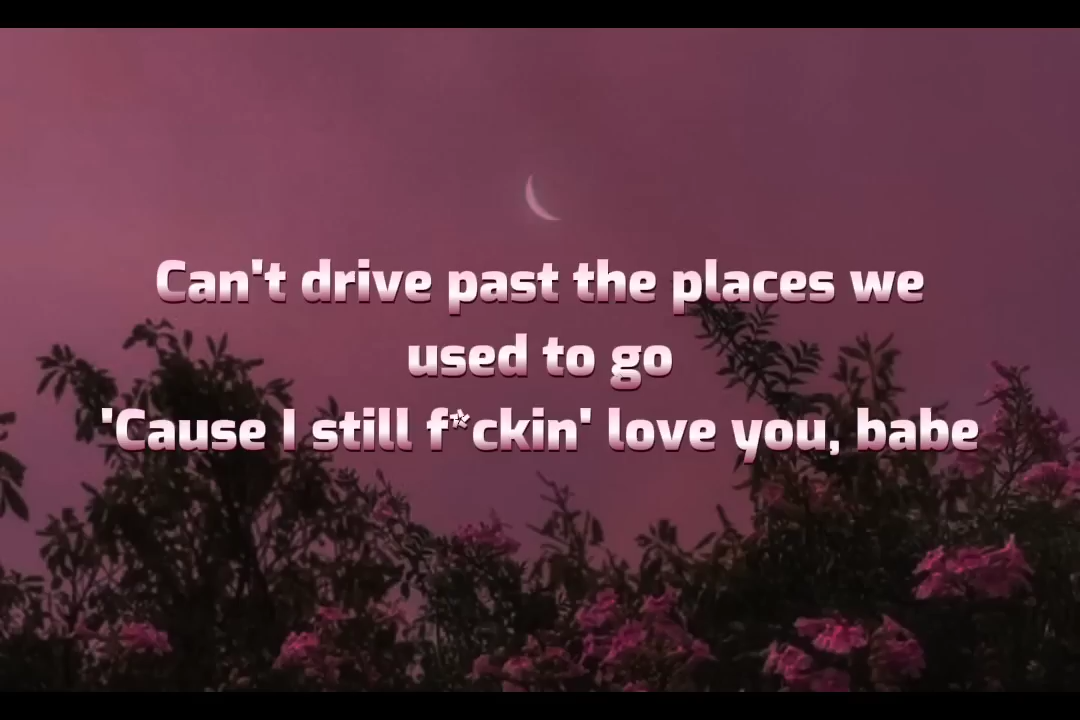 Can't drive past the places we
used to go
'Cause I still f*ckin' love you, babe